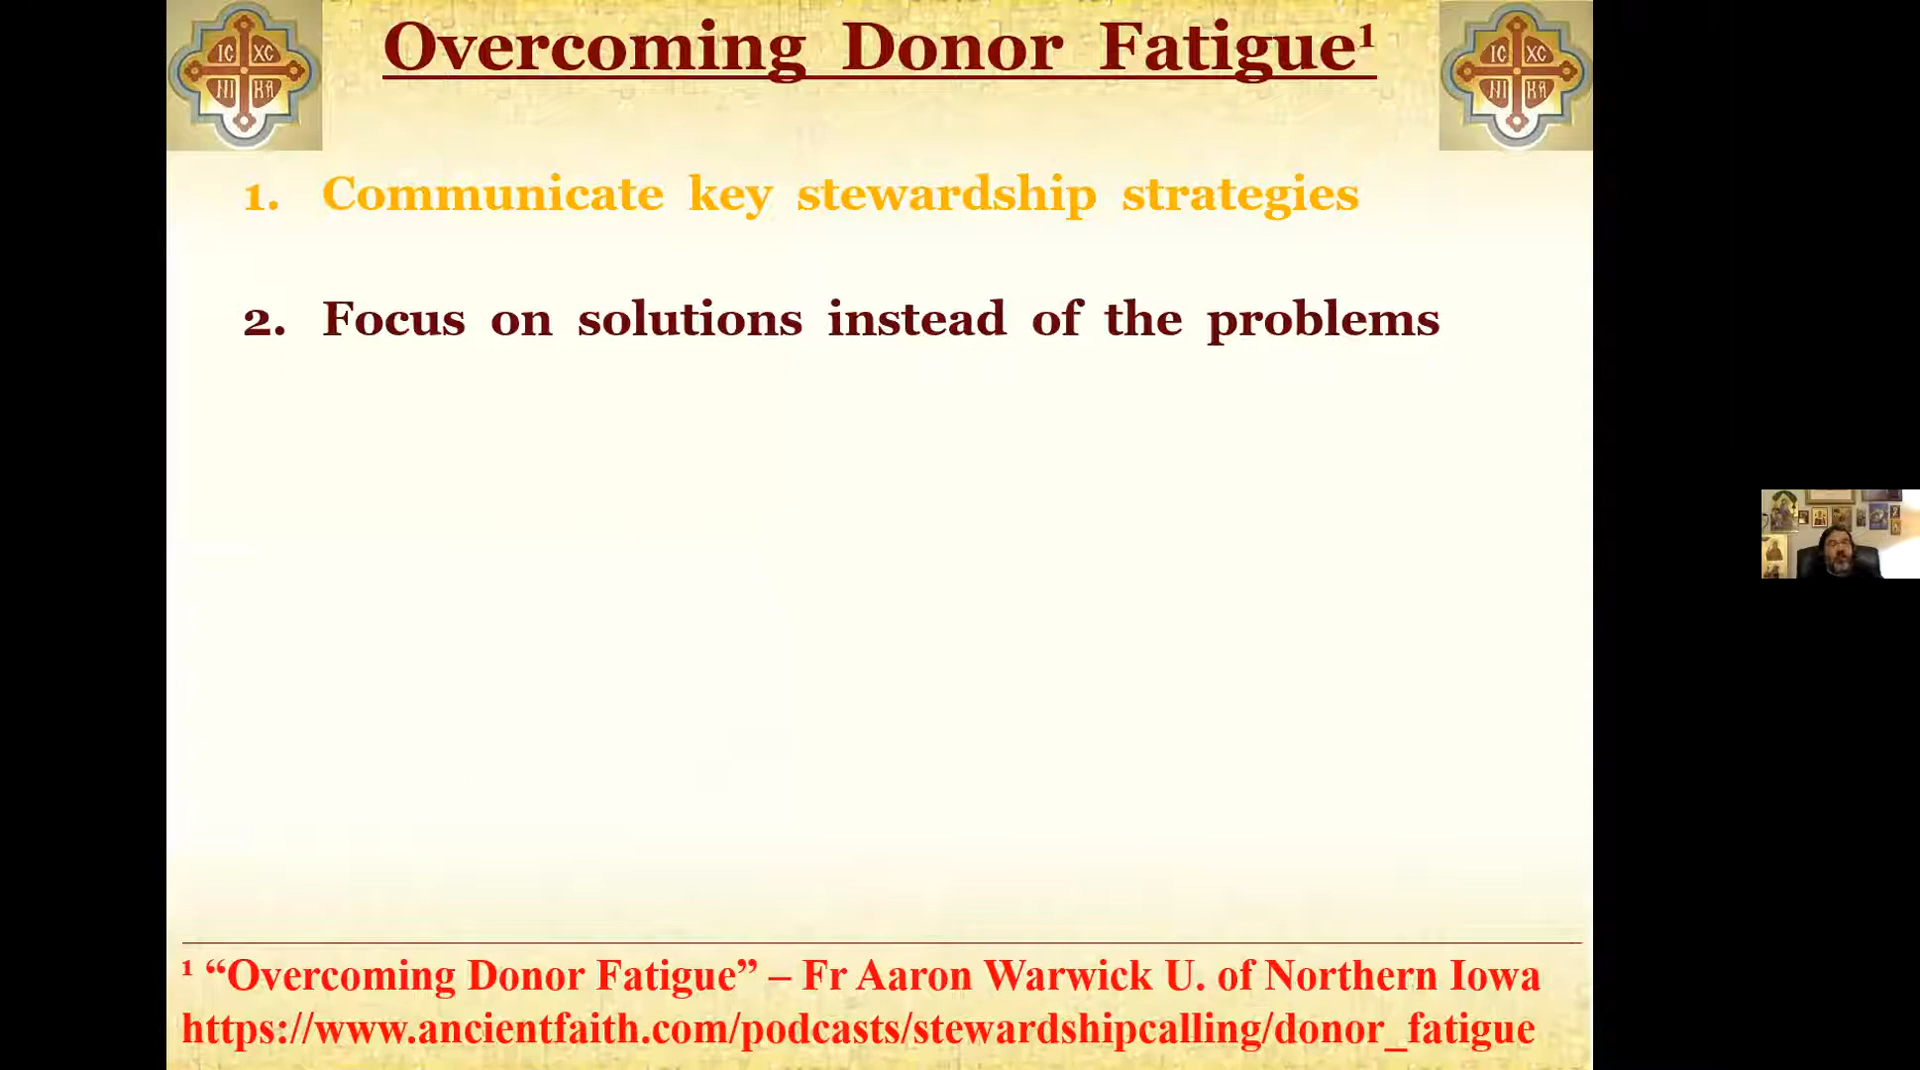 IC XC
NI KA
Overcoming Donor Fatigue¹
IC XC
NI KA
1. Communicate key stewardship strategies
2. Focus on solutions instead of the problems
¹ “Overcoming Donor Fatigue” – Fr Aaron Warwick U. of Northern Iowa
https://www.ancientfaith.com/podcasts/stewardshipcalling/donor_fatigue